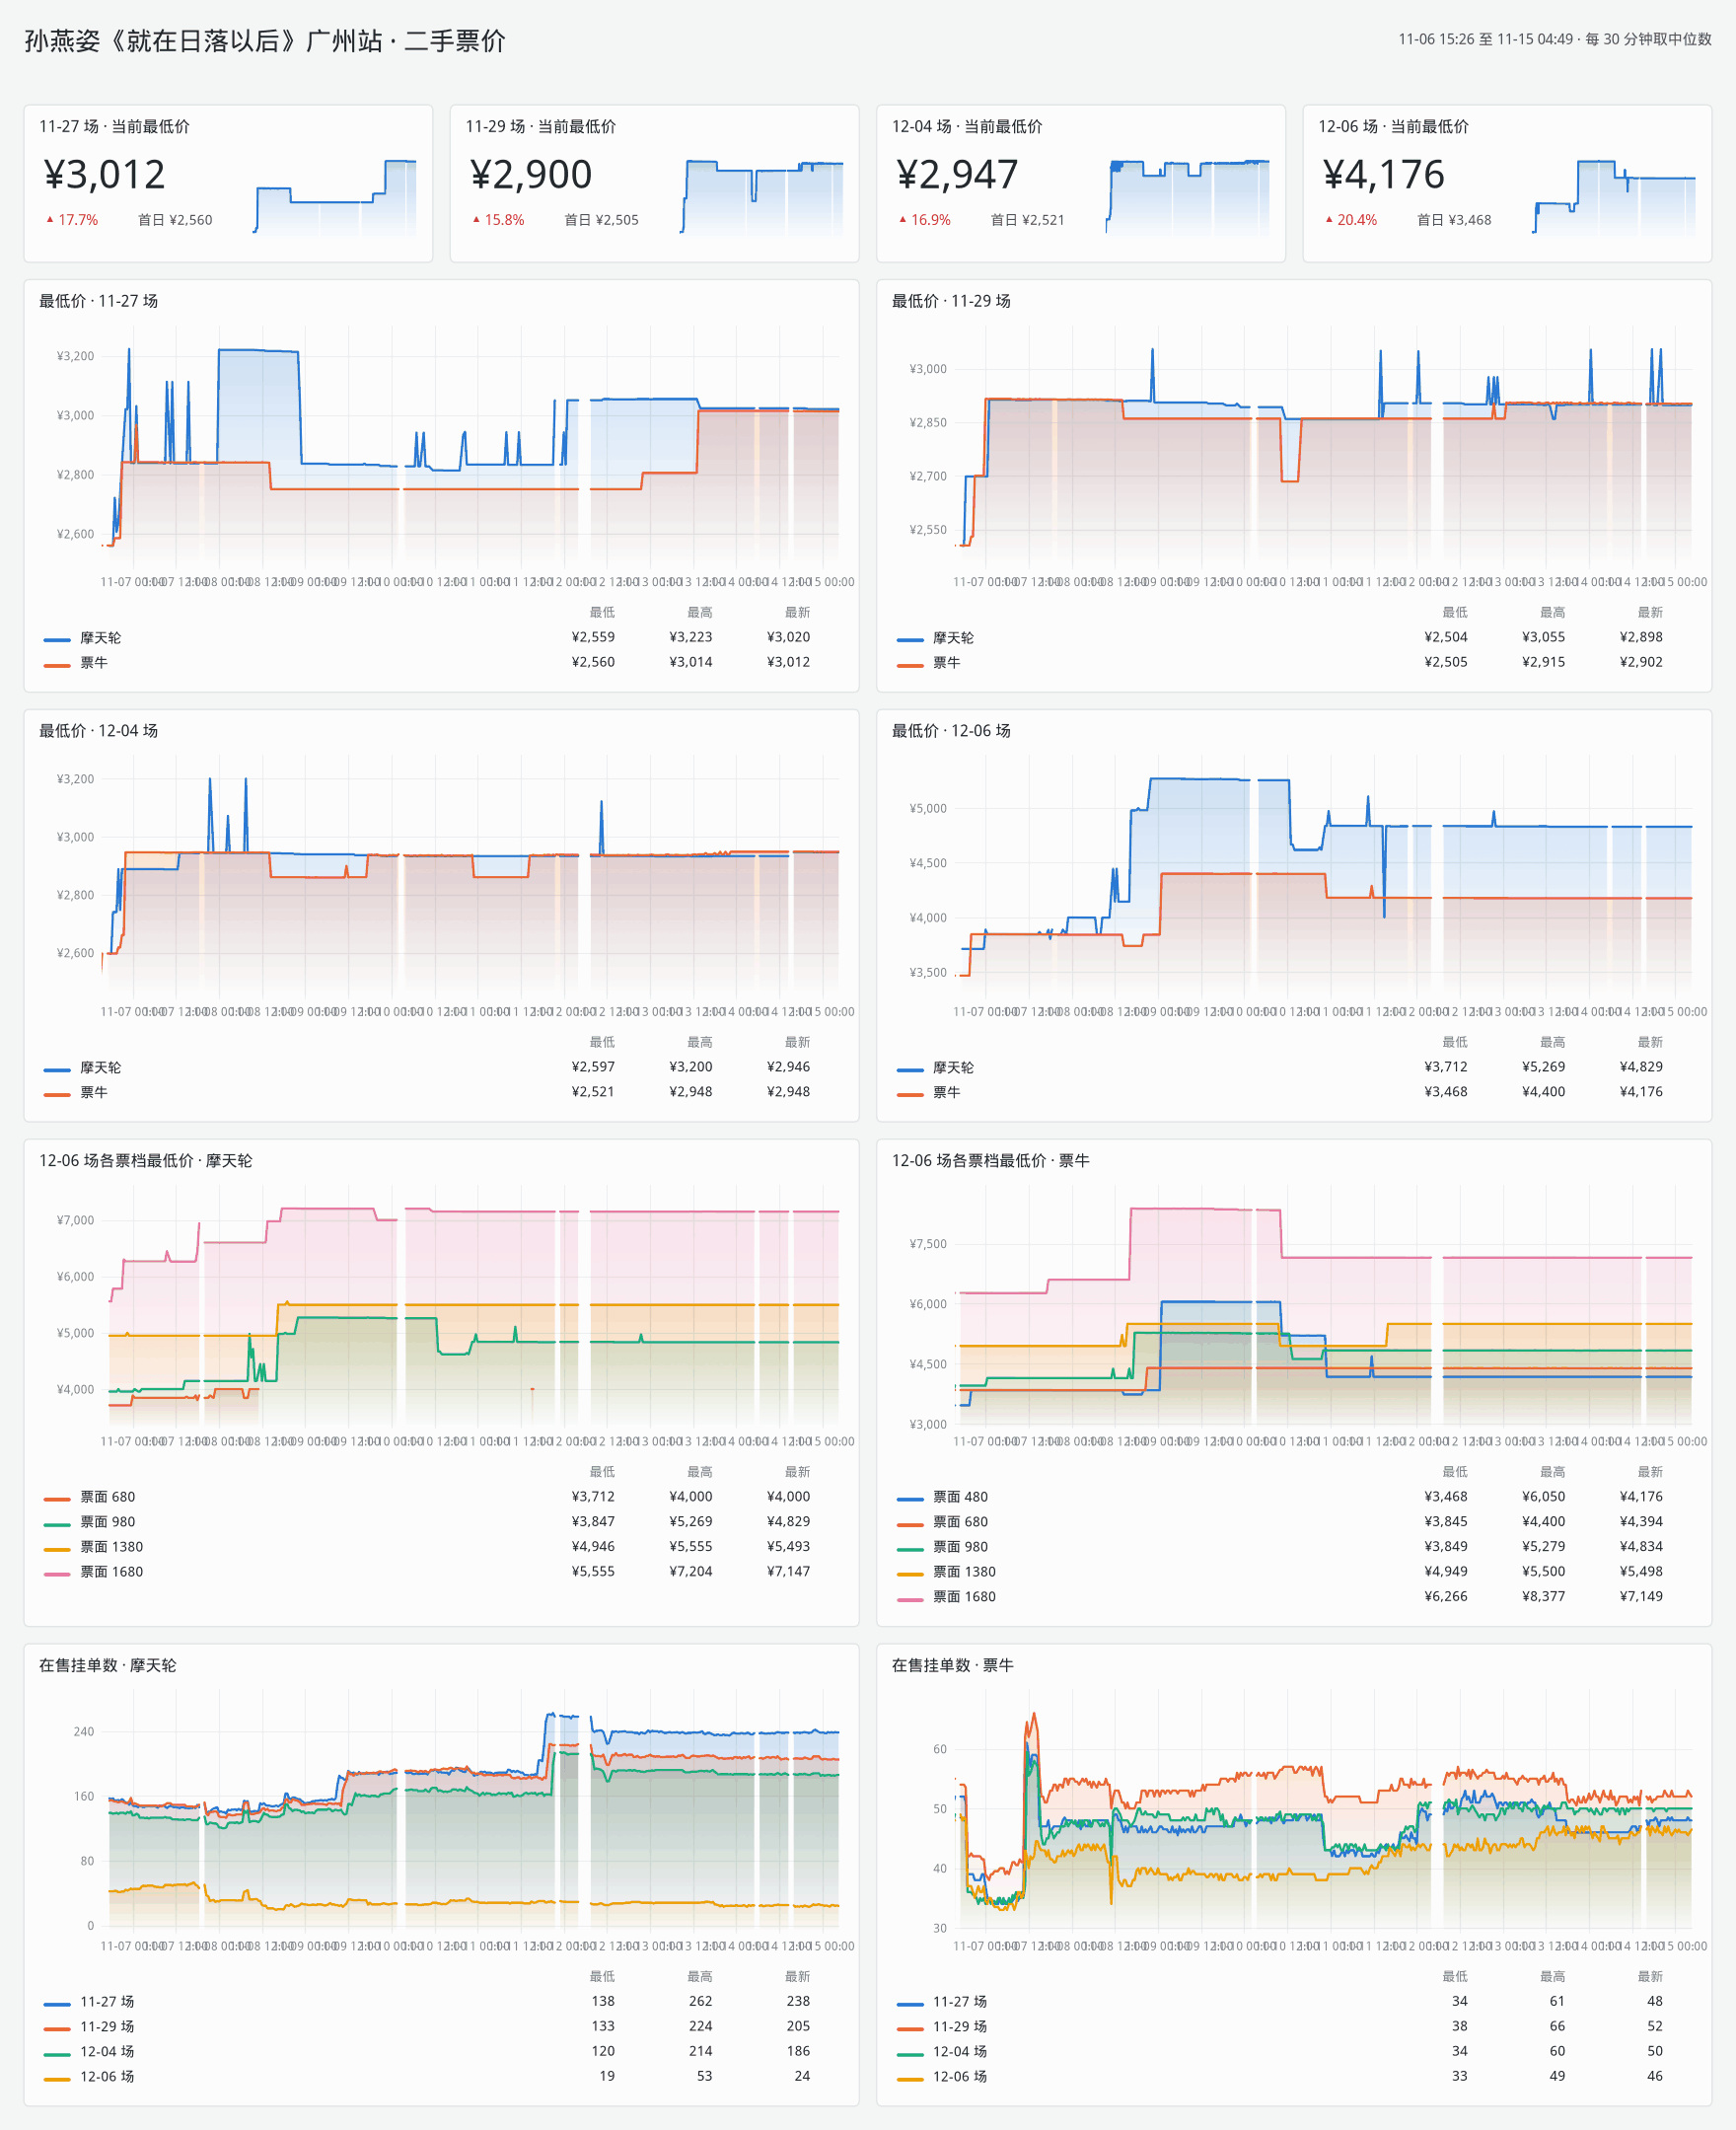 孙燕姿《就在日落以后》广州站 · 二手票价
11-06 15:26 至 11-15 04:49 · 每 30 分钟取中位数
11-27 场 · 当前最低价
¥3,012
▲ 17.7% 首日 ¥2,560
11-29 场 · 当前最低价
¥2,900
▲ 15.8% 首日 ¥2,505
12-04 场 · 当前最低价
¥2,947
▲ 16.9% 首日 ¥2,521
12-06 场 · 当前最低价
¥4,176
▲ 20.4% 首日 ¥3,468
最低价 · 11-27 场
¥3,200
¥3,000
¥2,800
¥2,600
最低 最高 最新
摩天轮 ¥2,559 ¥3,223 ¥3,020
票牛 ¥2,560 ¥3,014 ¥3,012
最低价 · 11-29 场
¥3,000
¥2,850
¥2,700
¥2,550
最低 最高 最新
摩天轮 ¥2,504 ¥3,055 ¥2,898
票牛 ¥2,505 ¥2,915 ¥2,902
最低价 · 12-04 场
¥3,200
¥3,000
¥2,800
¥2,600
最低 最高 最新
摩天轮 ¥2,597 ¥3,200 ¥2,946
票牛 ¥2,521 ¥2,948 ¥2,948
最低价 · 12-06 场
¥5,000
¥4,500
¥4,000
¥3,500
最低 最高 最新
摩天轮 ¥3,712 ¥5,269 ¥4,829
票牛 ¥3,468 ¥4,400 ¥4,176
12-06 场各票档最低价 · 摩天轮
¥7,000
¥6,000
¥5,000
¥4,000
最低 最高 最新
票面 680 ¥3,712 ¥4,000 ¥4,000
票面 980 ¥3,847 ¥5,269 ¥4,829
票面 1380 ¥4,946 ¥5,555 ¥5,493
票面 1680 ¥5,555 ¥7,204 ¥7,147
12-06 场各票档最低价 · 票牛
¥7,500
¥6,000
¥4,500
¥3,000
最低 最高 最新
票面 480 ¥3,468 ¥6,050 ¥4,176
票面 680 ¥3,845 ¥4,400 ¥4,394
票面 980 ¥3,849 ¥5,279 ¥4,834
票面 1380 ¥4,949 ¥5,500 ¥5,498
票面 1680 ¥6,266 ¥8,377 ¥7,149
在售挂单数 · 摩天轮
240
160
80
0
最低 最高 最新
11-27 场 138 262 238
11-29 场 133 224 205
12-04 场 120 214 186
12-06 场 19 53 24
在售挂单数 · 票牛
60
50
40
30
最低 最高 最新
11-27 场 34 61 48
11-29 场 38 66 52
12-04 场 34 60 50
12-06 场 33 49 46